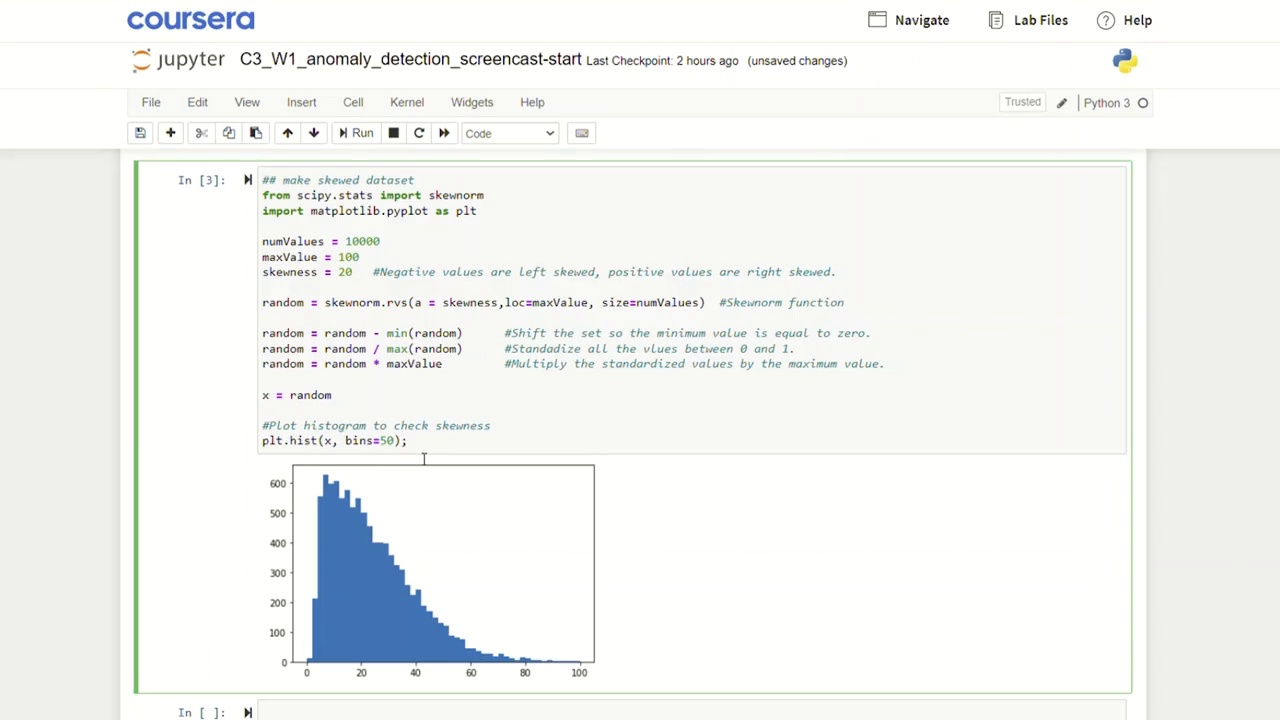 coursera
Navigate
Lab Files
Help
jupyter C3_W1_anomaly_detection_screencast-start Last Checkpoint: 2 hours ago (unsaved changes)
File Edit View Insert Cell Kernel Widgets Help
Trusted
Python 3
Run
Code
In [3]:
## make skewed dataset
from scipy.stats import skewnorm
import matplotlib.pyplot as plt
numValues = 10000
maxValue = 100
skewness = 20 #Negative values are left skewed, positive values are right skewed.
random = skewnorm.rvs(a = skewness,loc=maxValue, size=numValues) #Skewnorm function
random = random - min(random) #Shift the set so the minimum value is equal to zero.
random = random / max(random) #Standadize all the vlues between 0 and 1.
random = random * maxValue #Multiply the standardized values by the maximum value.
x = random
#Plot histogram to check skewness
plt.hist(x, bins=50);
600
500
400
300
200
100
0
0 20 40 60 80 100
In [ ]: